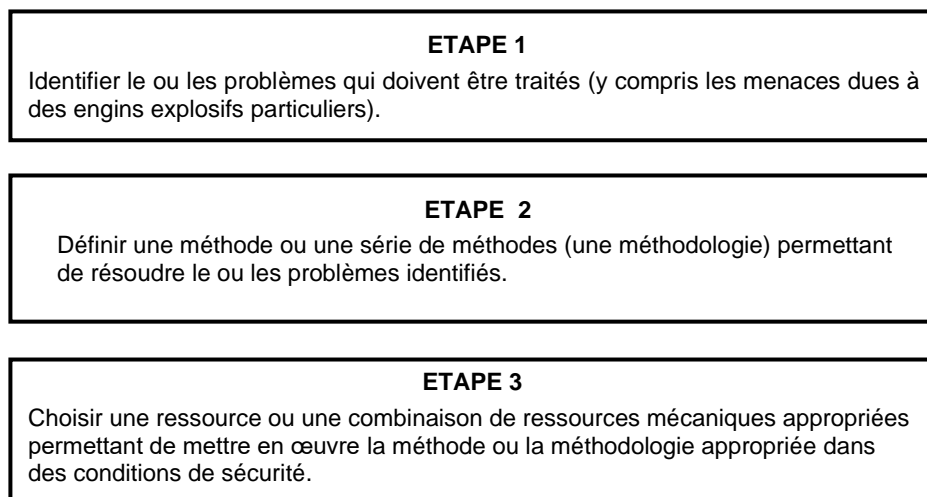 ETAPE 1
Identifier le ou les problèmes qui doivent être traités (y compris les menaces dues à
des engins explosifs particuliers).
ETAPE 2
Définir une méthode ou une série de méthodes (une méthodologie) permettant
de résoudre le ou les problèmes identifiés.
ETAPE 3
Choisir une ressource ou une combinaison de ressources mécaniques appropriées
permettant de mettre en œuvre la méthode ou la méthodologie appropriée dans
des conditions de sécurité.